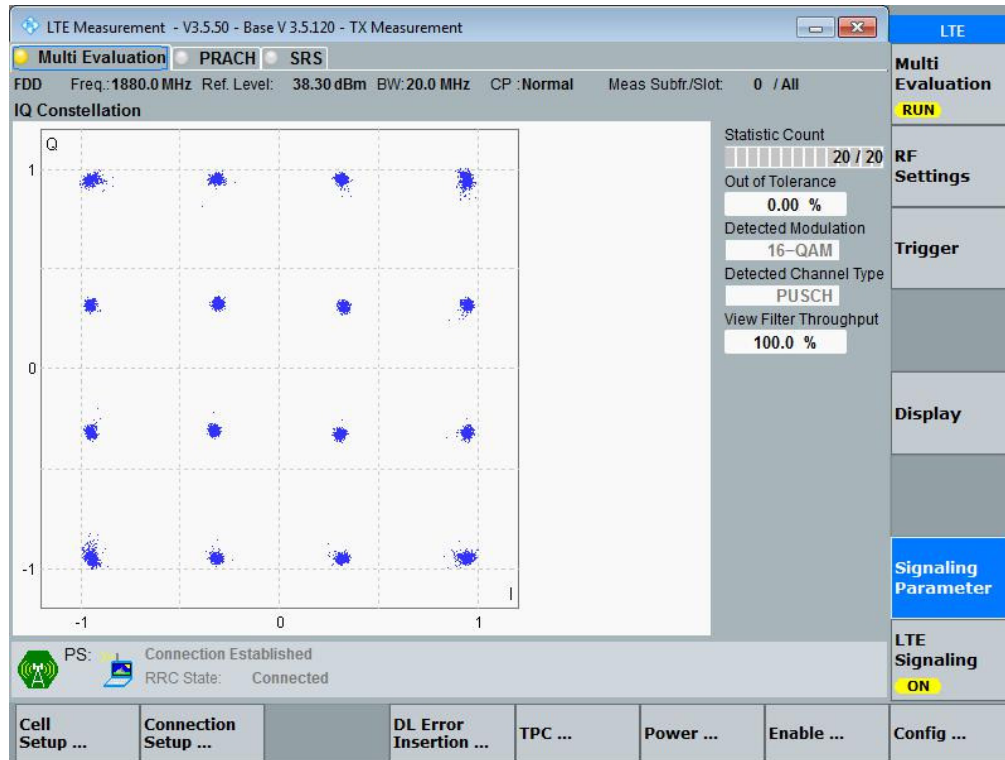 LTE Measurement - V3.5.50 - Base V 3.5.120 - TX Measurement
LTE
Multi Evaluation PRACH SRS
FDD Freq.:1880.0 MHz Ref. Level: 38.30 dBm BW:20.0 MHz CP :Normal Meas Subfr./Slot: 0 / All
IQ Constellation
Q
1
0
-1
I
-1 0 1
Statistic Count
20 / 20
Out of Tolerance
0.00 %
Detected Modulation
16-QAM
Detected Channel Type
PUSCH
View Filter Throughput
100.0 %
Multi
Evaluation
RUN
RF
Settings
Trigger
Display
Signaling
Parameter
LTE
Signaling
ON
PS: Connection Established
RRC State: Connected
Cell
Setup ...
Connection
Setup ...
DL Error
Insertion ...
TPC ...
Power ...
Enable ...
Config ...